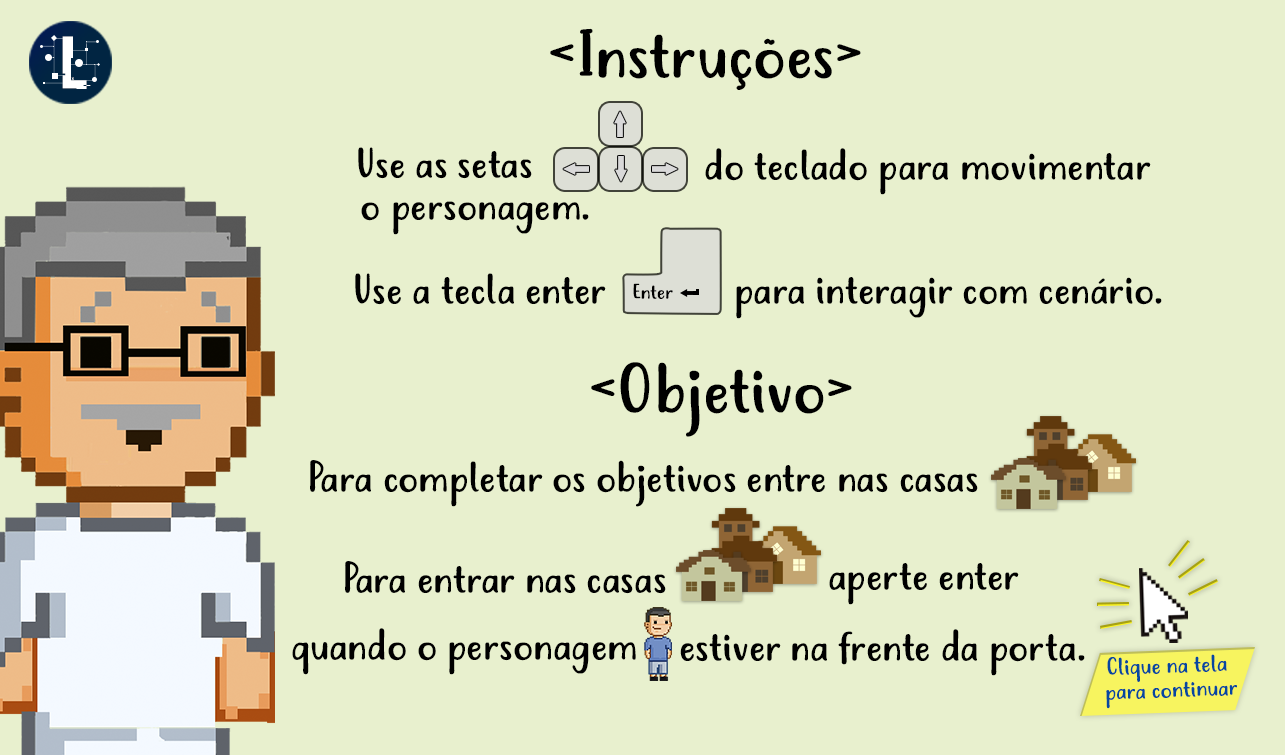 L
<Instruções>
Use as setas do teclado para movimentar
o personagem.
Use a tecla enter Enter para interagir com cenário.
<Objetivo>
Para completar os objetivos entre nas casas
Para entrar nas casas aperte enter
quando o personagem estiver na frente da porta.
Clique na tela
para continuar